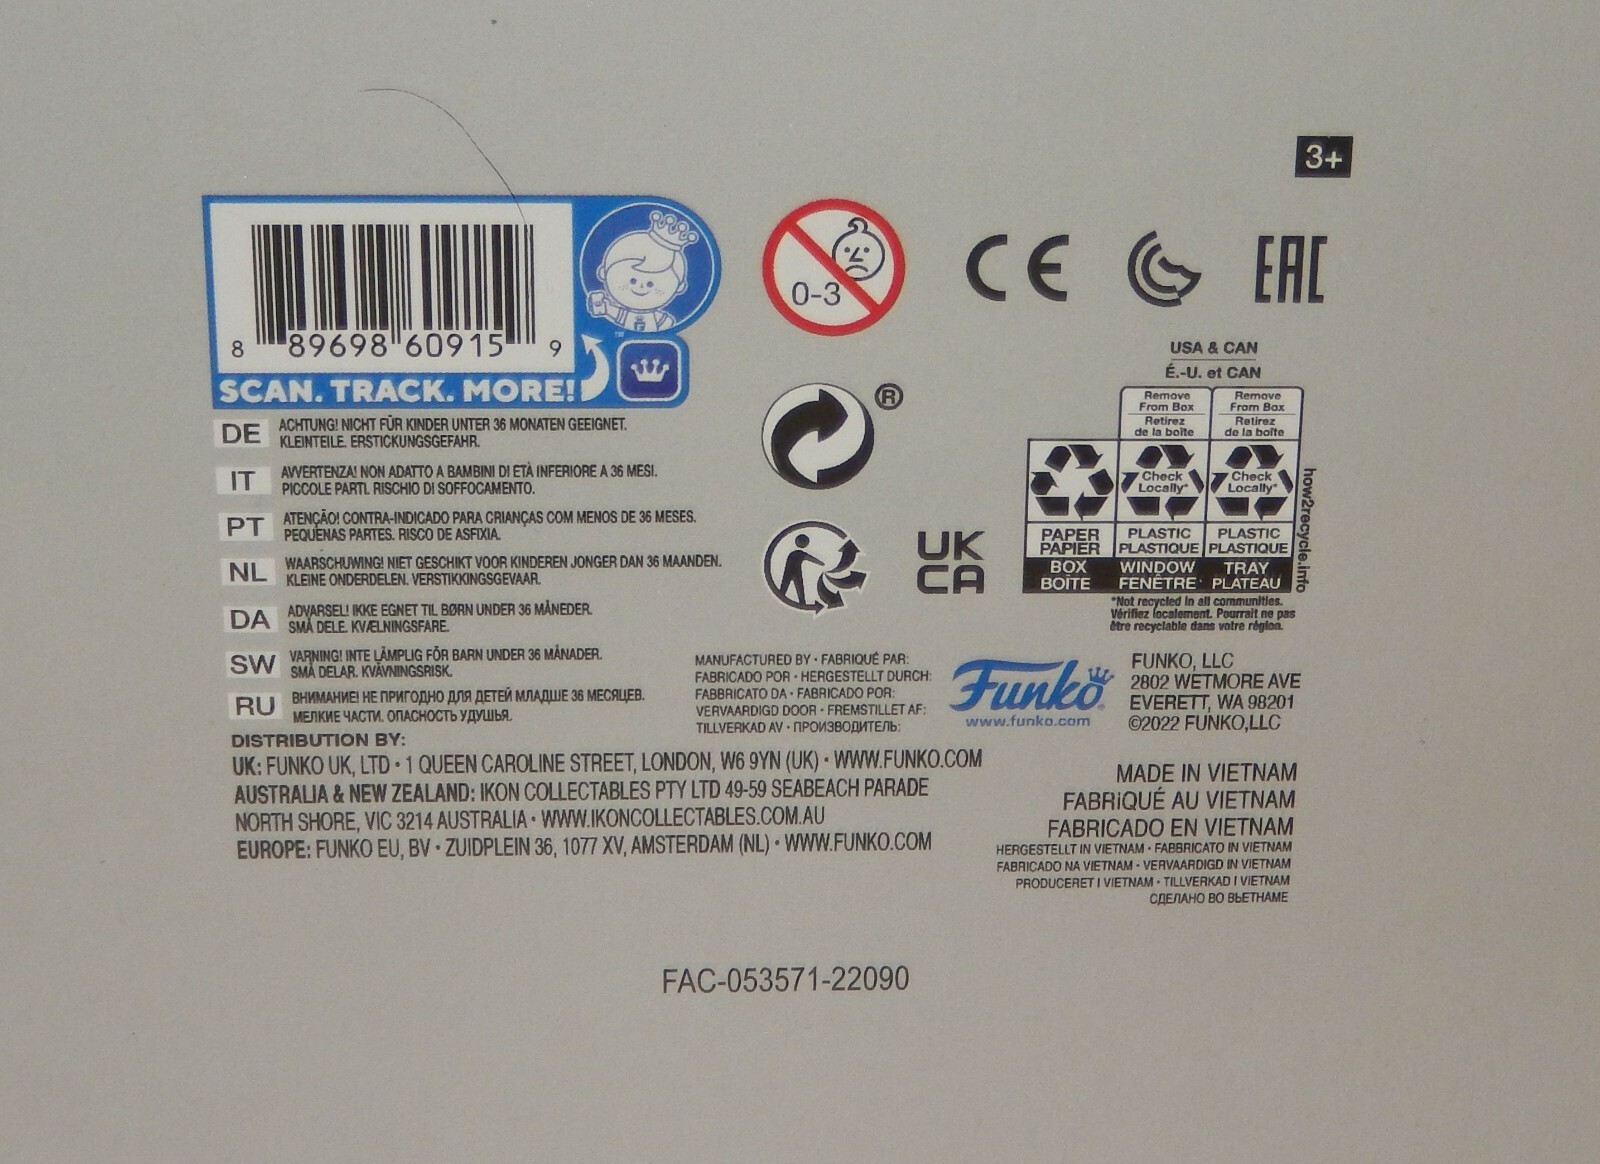 3+
8 89698 60915 9
SCAN. TRACK. MORE!
™
0-3
CE
EAC
®
UK
CA
DE ACHTUNG! NICHT FÜR KINDER UNTER 36 MONATEN GEEIGNET.
KLEINTEILE. ERSTICKUNGSGEFAHR.
IT AVVERTENZA! NON ADATTO A BAMBINI DI ETÀ INFERIORE A 36 MESI.
PICCOLE PARTI. RISCHIO DI SOFFOCAMENTO.
PT ATENÇÃO! CONTRA-INDICADO PARA CRIANÇAS COM MENOS DE 36 MESES.
PEQUENAS PARTES. RISCO DE ASFIXIA.
NL WAARSCHUWING! NIET GESCHIKT VOOR KINDEREN JONGER DAN 36 MAANDEN.
KLEINE ONDERDELEN. VERSTIKKINGSGEVAAR.
DA ADVARSEL! IKKE EGNET TIL BØRN UNDER 36 MÅNEDER.
SMÅ DELE. KVÆLNINGSFARE.
SW VARNING! INTE LÄMPLIG FÖR BARN UNDER 36 MÅNADER.
SMÅ DELAR. KVÄVNINGSRISK.
RU ВНИМАНИЕ! НЕ ПРИГОДНО ДЛЯ ДЕТЕЙ МЛАДШЕ 36 МЕСЯЦЕВ.
МЕЛКИЕ ЧАСТИ. ОПАСНОСТЬ УДУШЬЯ.
USA & CAN
É.-U. et CAN
Remove From Box
Retirez de la boîte
Remove From Box
Retirez de la boîte
Check Locally*
Check Locally*
PAPER PAPIER
PLASTIC PLASTIQUE
PLASTIC PLASTIQUE
BOX BOÎTE
WINDOW FENÊTRE
TRAY PLATEAU
how2recycle.info
*Not recycled in all communities.
Vérifiez localement. Pourrait ne pas
être recyclable dans votre région.
MANUFACTURED BY • FABRIQUÉ PAR:
FABRICADO POR • HERGESTELLT DURCH:
FABBRICATO DA • FABRICADO POR:
VERVAARDIGD DOOR • FREMSTILLET AF:
TILLVERKAD AV • ПРОИЗВОДИТЕЛЬ:
Funko
www.funko.com
FUNKO, LLC
2802 WETMORE AVE
EVERETT, WA 98201
©2022 FUNKO,LLC
DISTRIBUTION BY:
UK: FUNKO UK, LTD • 1 QUEEN CAROLINE STREET, LONDON, W6 9YN (UK) • WWW.FUNKO.COM
AUSTRALIA & NEW ZEALAND: IKON COLLECTABLES PTY LTD 49-59 SEABEACH PARADE
NORTH SHORE, VIC 3214 AUSTRALIA • WWW.IKONCOLLECTABLES.COM.AU
EUROPE: FUNKO EU, BV • ZUIDPLEIN 36, 1077 XV, AMSTERDAM (NL) • WWW.FUNKO.COM
MADE IN VIETNAM
FABRIQUÉ AU VIETNAM
FABRICADO EN VIETNAM
HERGESTELLT IN VIETNAM • FABBRICATO IN VIETNAM
FABRICADO NA VIETNAM • VERVAARDIGD IN VIETNAM
PRODUCERET I VIETNAM • TILLVERKAD I VIETNAM
СДЕЛАНО ВО ВЬЕТНАМЕ
FAC-053571-22090